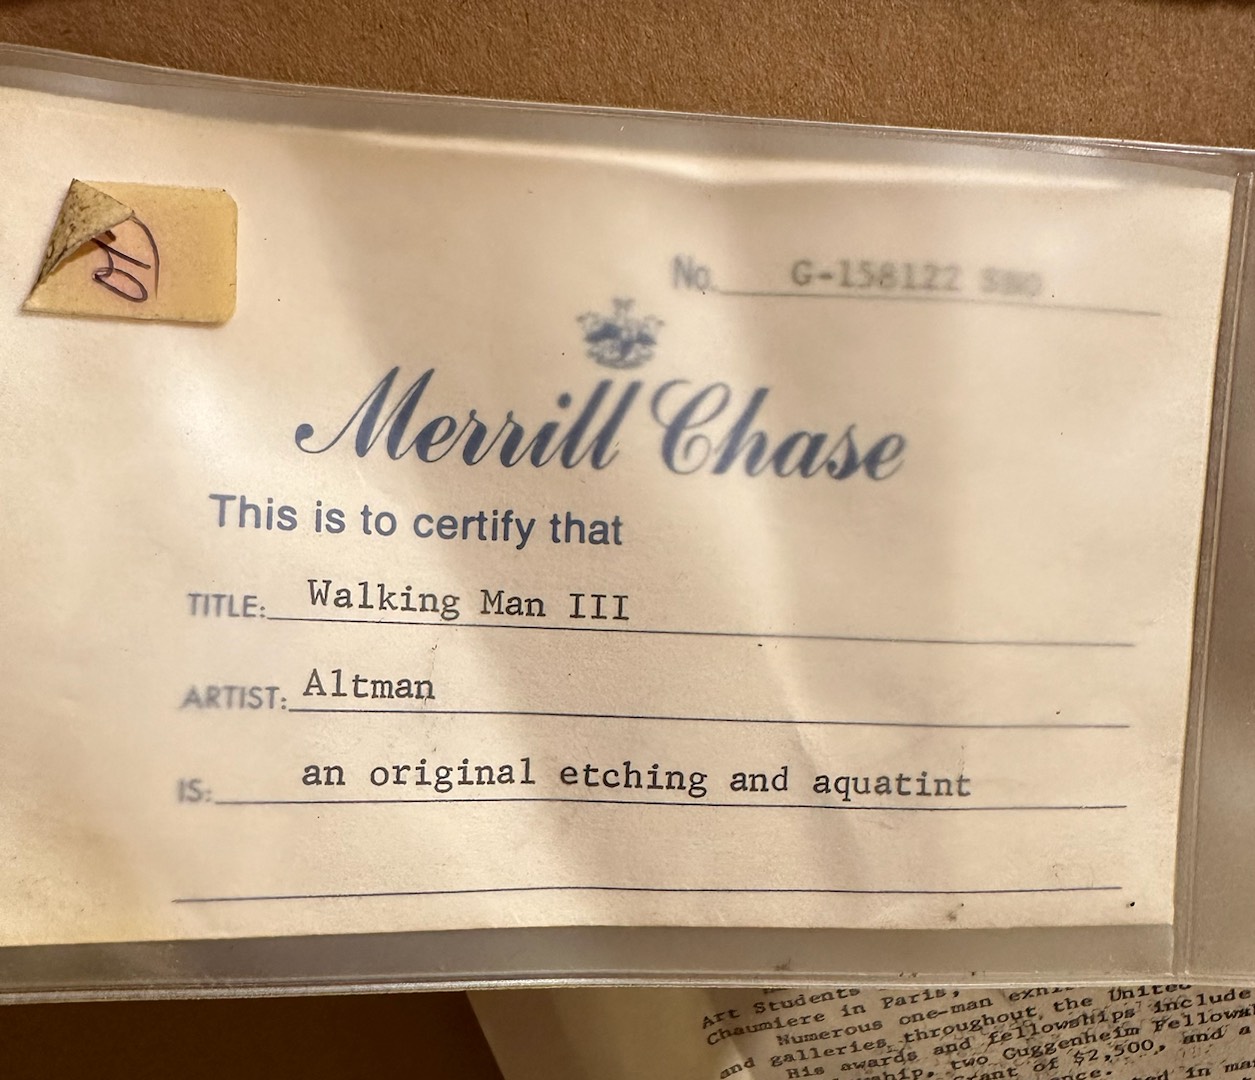 No. G-158122
Merrill Chase
This is to certify that
TITLE: Walking Man III
ARTIST: Altman
IS: an original etching and aquatint
Art Students
Chaumiere in Paris,
Numerous one-man
and galleries throughout the United
His awards and fellowships include
two Guggenheim
of $2,500, and a
in